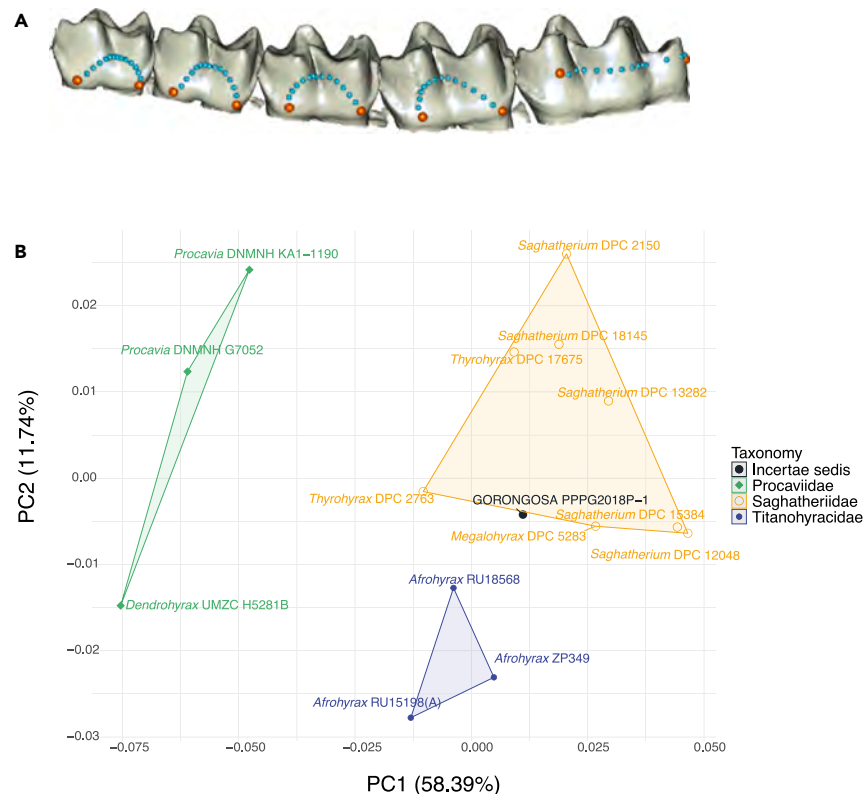 A
B
Procavia DNMNH KA1−1190
Saghatherium DPC 2150
0.02
Procavia DNMNH G7052
Saghatherium DPC 18145
Thyrohyrax DPC 17675
0.01
Saghatherium DPC 13282
0.00
Thyrohyrax DPC 2763
GORONGOSA PPPG2018P−1
Saghatherium DPC 15384
Megalohyrax DPC 5283
Saghatherium DPC 12048
−0.01
Afrohyrax RU18568
Dendrohyrax UMZC H5281B
−0.02
Afrohyrax ZP349
Afrohyrax RU15198(A)
−0.03
PC2 (11.74%)
−0.075
−0.050
−0.025
0.000
0.025
0.050
PC1 (58.39%)
Taxonomy
Incertae sedis
Procaviidae
Saghatheriidae
Titanohyracidae